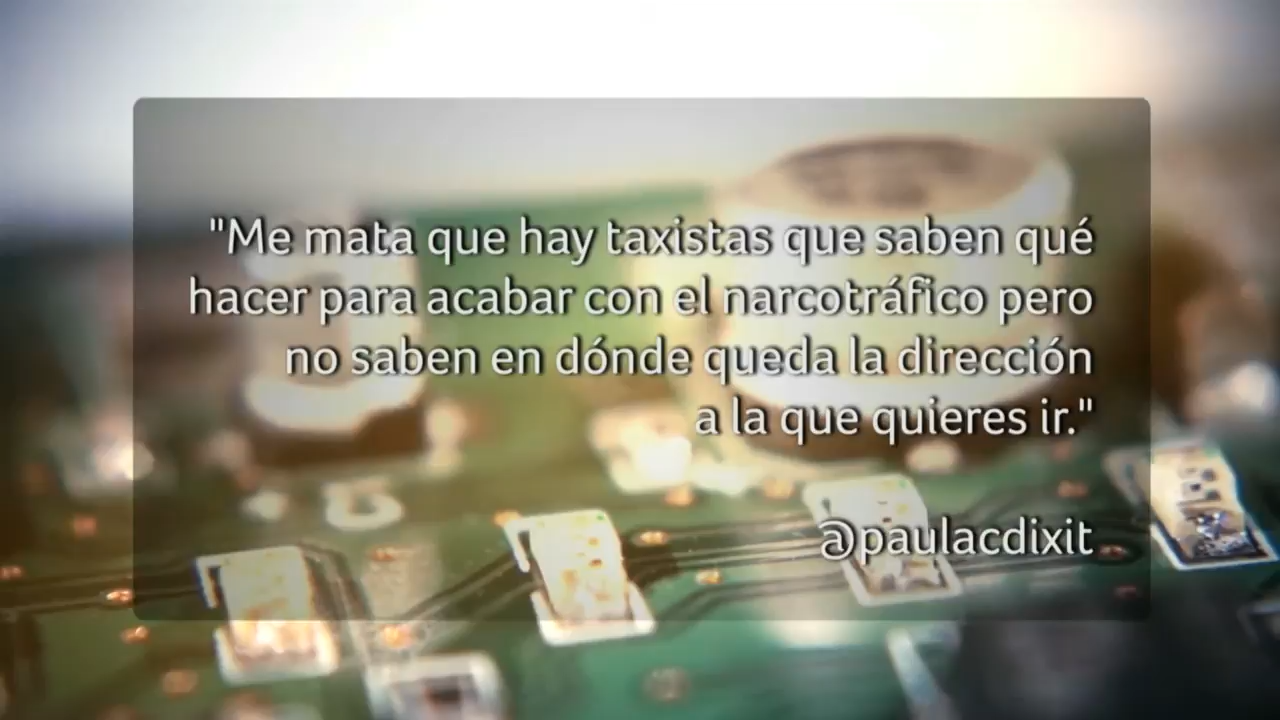 "Me mata que hay taxistas que saben qué
hacer para acabar con el narcotráfico pero
no saben en dónde queda la dirección
a la que quieres ir."
@paulacdixit